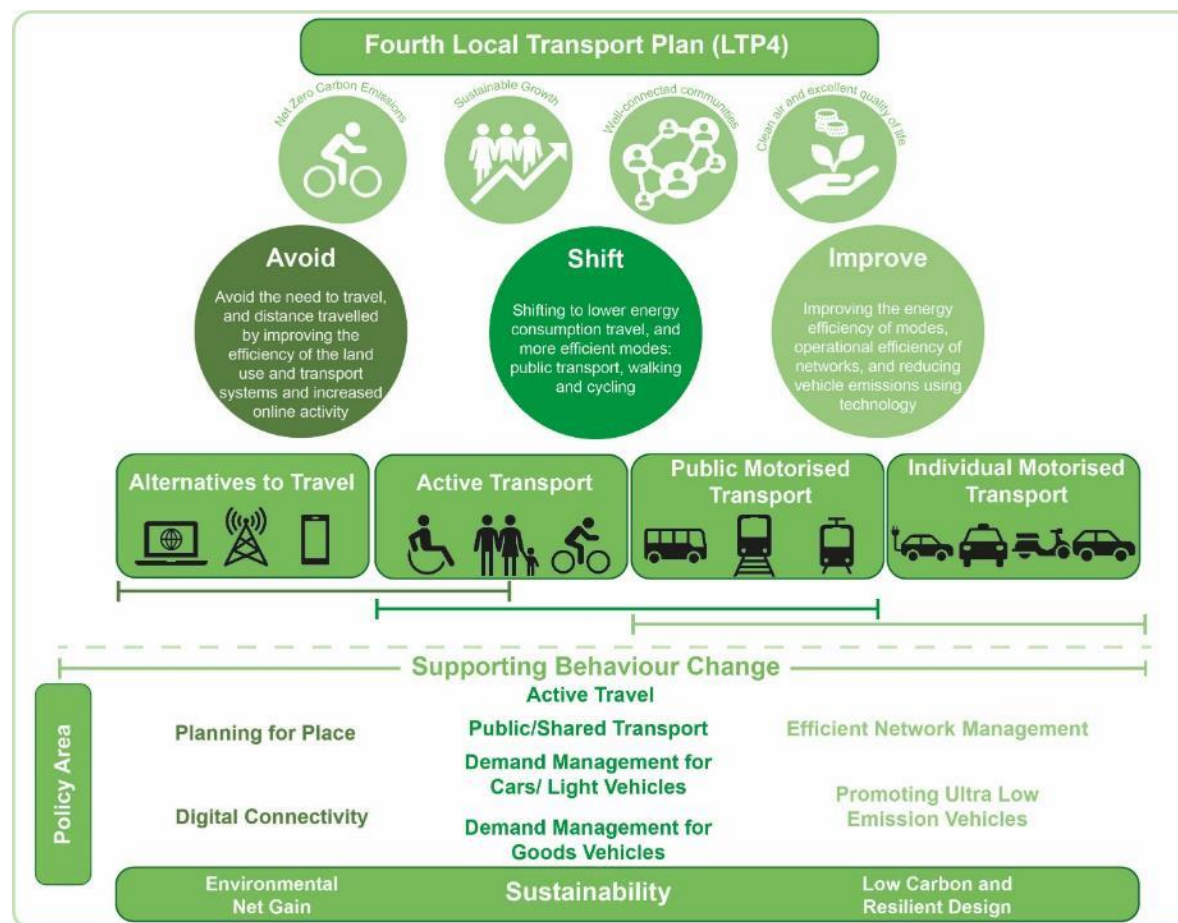 Fourth Local Transport Plan (LTP4)
Net Zero Carbon Emissions
Sustainable Growth
Well-connected communities
Clean air and excellent quality of life
Avoid
Avoid the need to travel,
and distance travelled
by improving the
efficiency of the land
use and transport
systems and increased
online activity
Shift
Shifting to lower energy
consumption travel, and
more efficient modes:
public transport, walking
and cycling
Improve
Improving the energy
efficiency of modes,
operational efficiency of
networks, and reducing
vehicle emissions using
technology
Alternatives to Travel
Active Transport
Public Motorised
Transport
Individual Motorised
Transport
Supporting Behaviour Change
Policy Area
Planning for Place
Digital Connectivity
Active Travel
Public/Shared Transport
Demand Management for
Cars/ Light Vehicles
Demand Management for
Goods Vehicles
Efficient Network Management
Promoting Ultra Low
Emission Vehicles
Environmental
Net Gain
Sustainability
Low Carbon and
Resilient Design